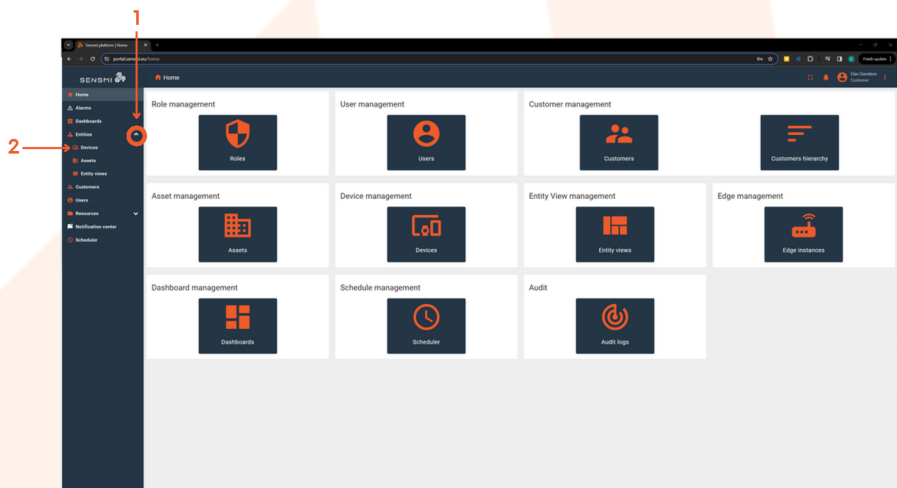 1
2
Sensmi platform | Home
portal.sensmi.eu/home
Finish update
SENSMI
Home
Customer
Home
Alarms
Dashboards
Entities
Devices
Assets
Entity views
Customers
Users
Resources
Notification center
Scheduler
Role management
Roles
User management
Users
Customer management
Customers
Customers hierarchy
Asset management
Assets
Device management
Devices
Entity View management
Entity views
Edge management
Edge instances
Dashboard management
Dashboards
Schedule management
Scheduler
Audit
Audit logs